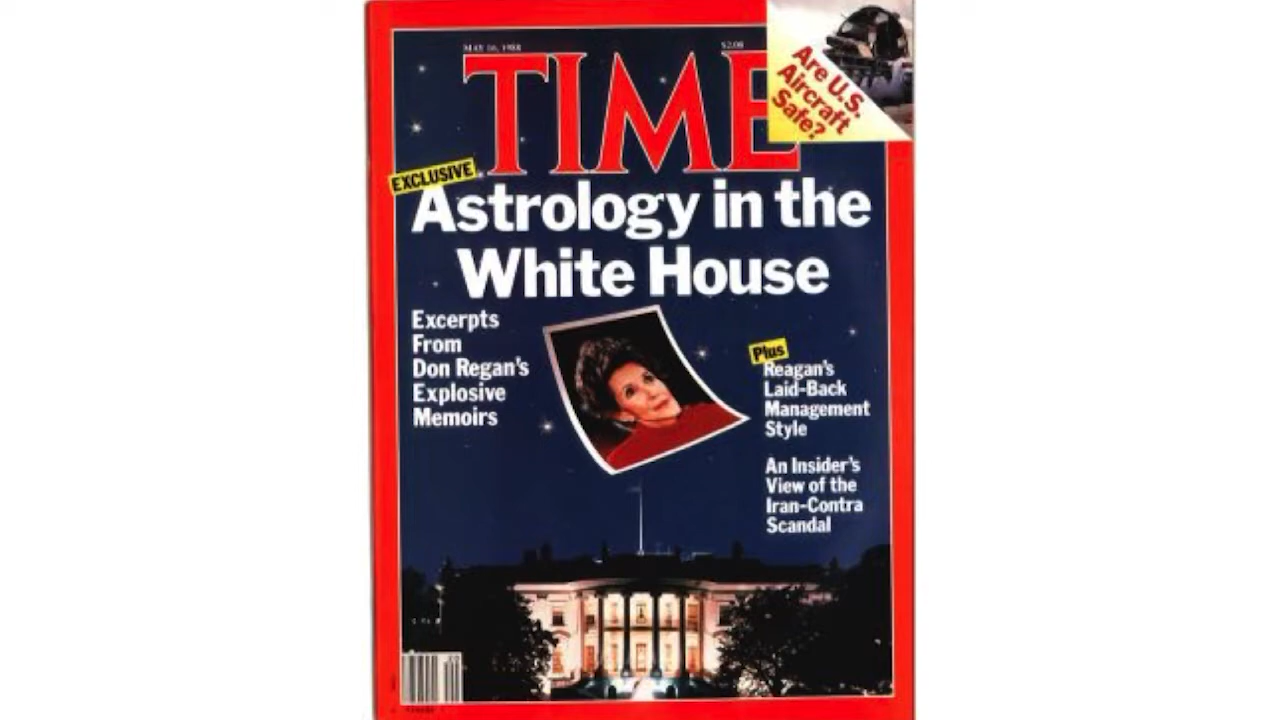 MAY 16, 1988
$2.00
TIME
Are U.S.
Aircraft
Safe?
EXCLUSIVE
Astrology in the
White House
Excerpts
From
Don Regan's
Explosive
Memoirs
Plus
Reagan's
Laid-Back
Management
Style
An Insider's
View of the
Iran-Contra
Scandal